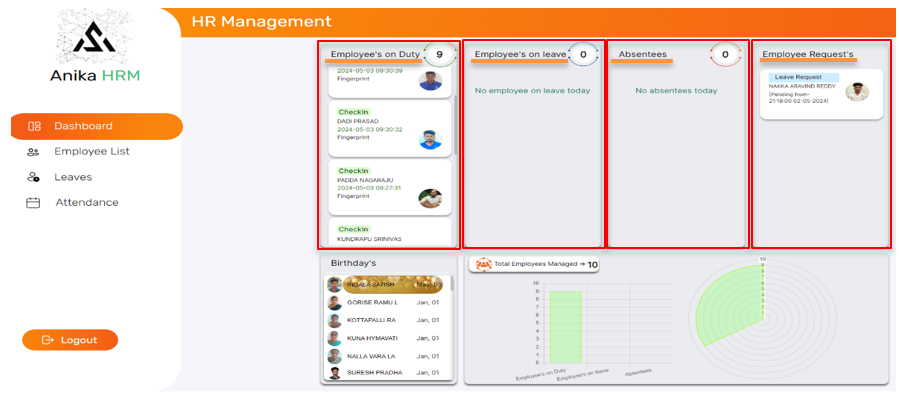 HR Management
Anika HRM
Dashboard
Employee List
Leaves
Attendance
Logout
Employee's on Duty 9
2024-05-03 09:30:39
Fingerprint
CheckIn
DADI PRASAD
2024-05-03 09:30:32
Fingerprint
CheckIn
PADDA NAGARAJU
2024-05-03 09:27:31
Fingerprint
CheckIn
KUNDRAPU SRINIVAS
Employee's on leave 0
No employee on leave today
Absentees 0
No absentees today
Employee Request's
Leave Request
NAKKA ARAVIND REDDY
[Pending from-
21:18:00 02-05-2024]
Birthday's
INDALA SATISH May, 03
GORISE RAMU L Jan, 01
KOTTAPALLI RA Jan, 01
KUNA HYMAVATI Jan, 01
NALLA VARA LA Jan, 01
SURESH PRADHA Jan, 01
Total Employees Managed ⇒ 10
10
9
8
7
6
5
4
3
2
1
0
Employee's on Duty
Employee's on leave
Absentees
10
9
8
7
6
5
4
3
2
1